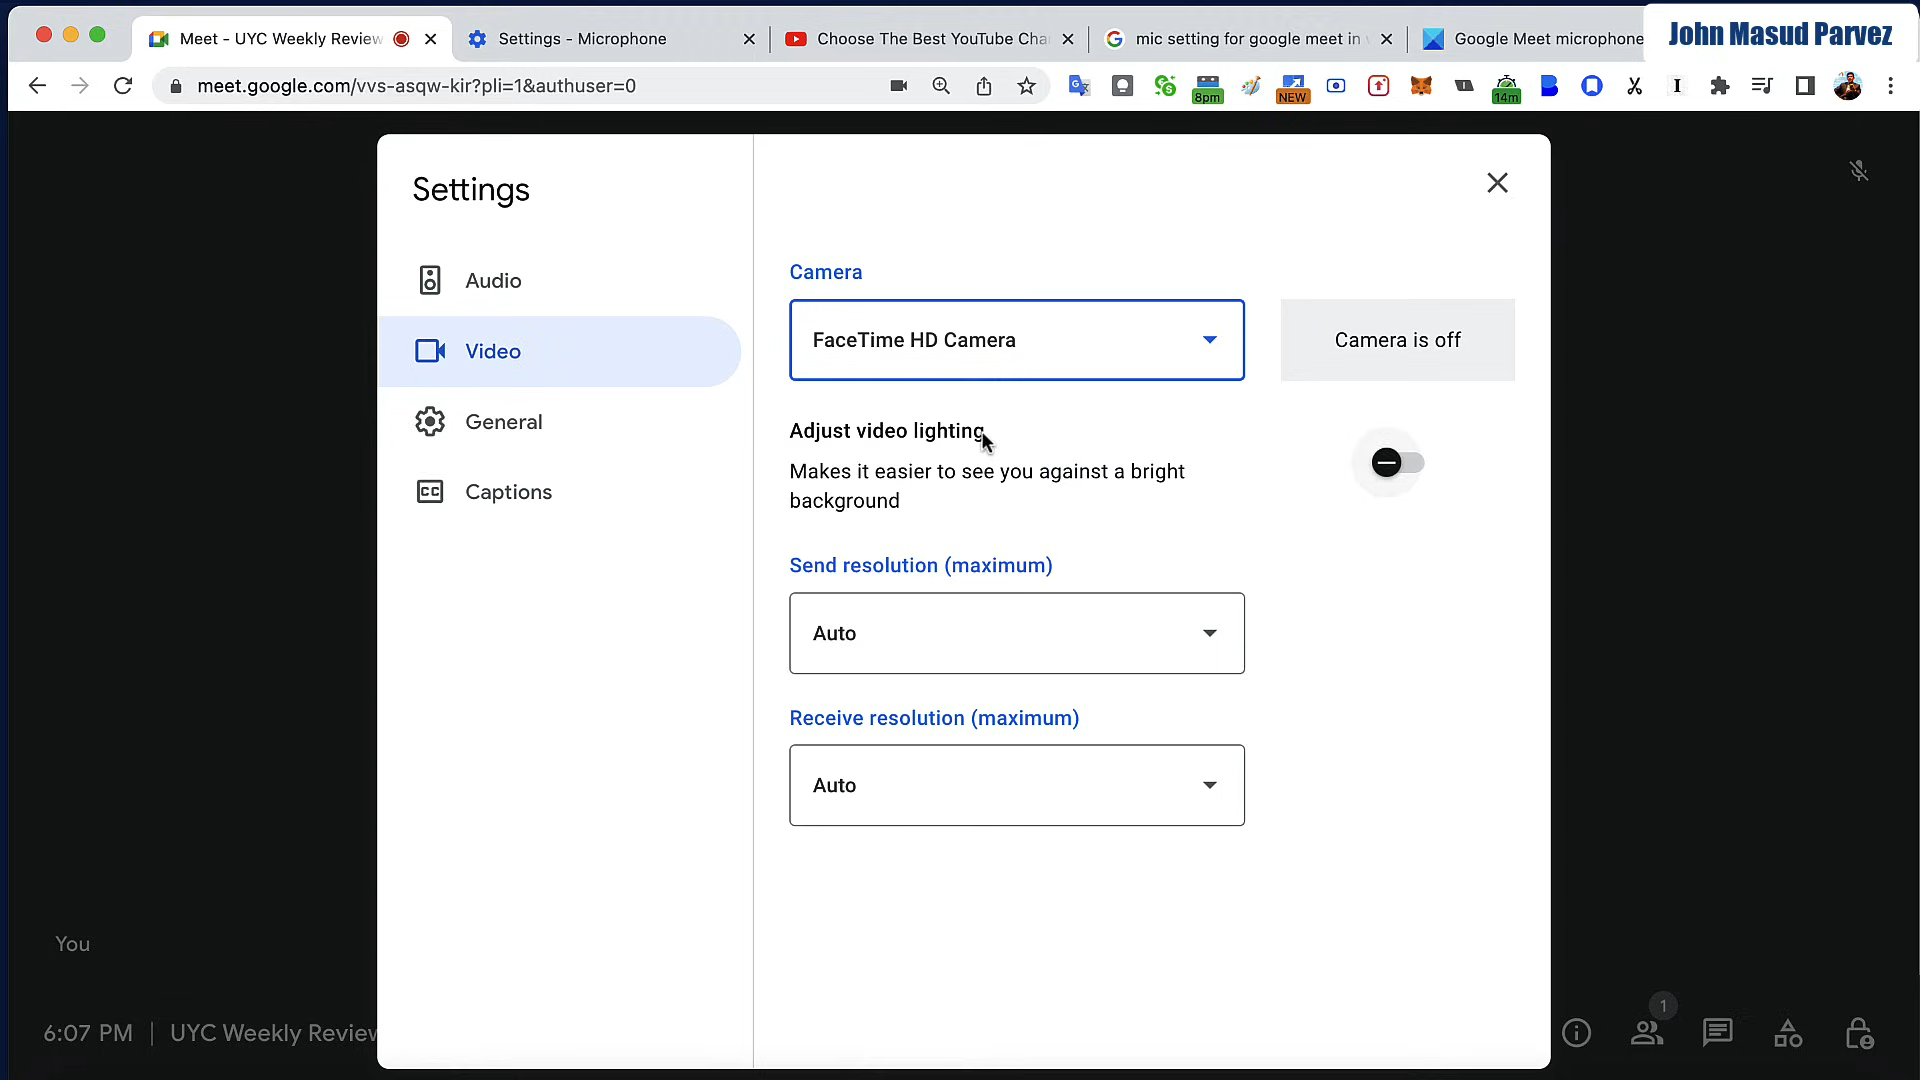 Meet - UYC Weekly Review
Settings - Microphone
Choose The Best YouTube Cha
mic setting for google meet in
Google Meet microphone
John Masud Parvez
meet.google.com/vvs-asqw-kir?pli=1&authuser=0
8pm
NEW
14m
Settings
Audio
Video
General
Captions
Camera
FaceTime HD Camera
Camera is off
Adjust video lighting
Makes it easier to see you against a bright
background
Send resolution (maximum)
Auto
Receive resolution (maximum)
Auto
You
6:07 PM | UYC Weekly Review
1